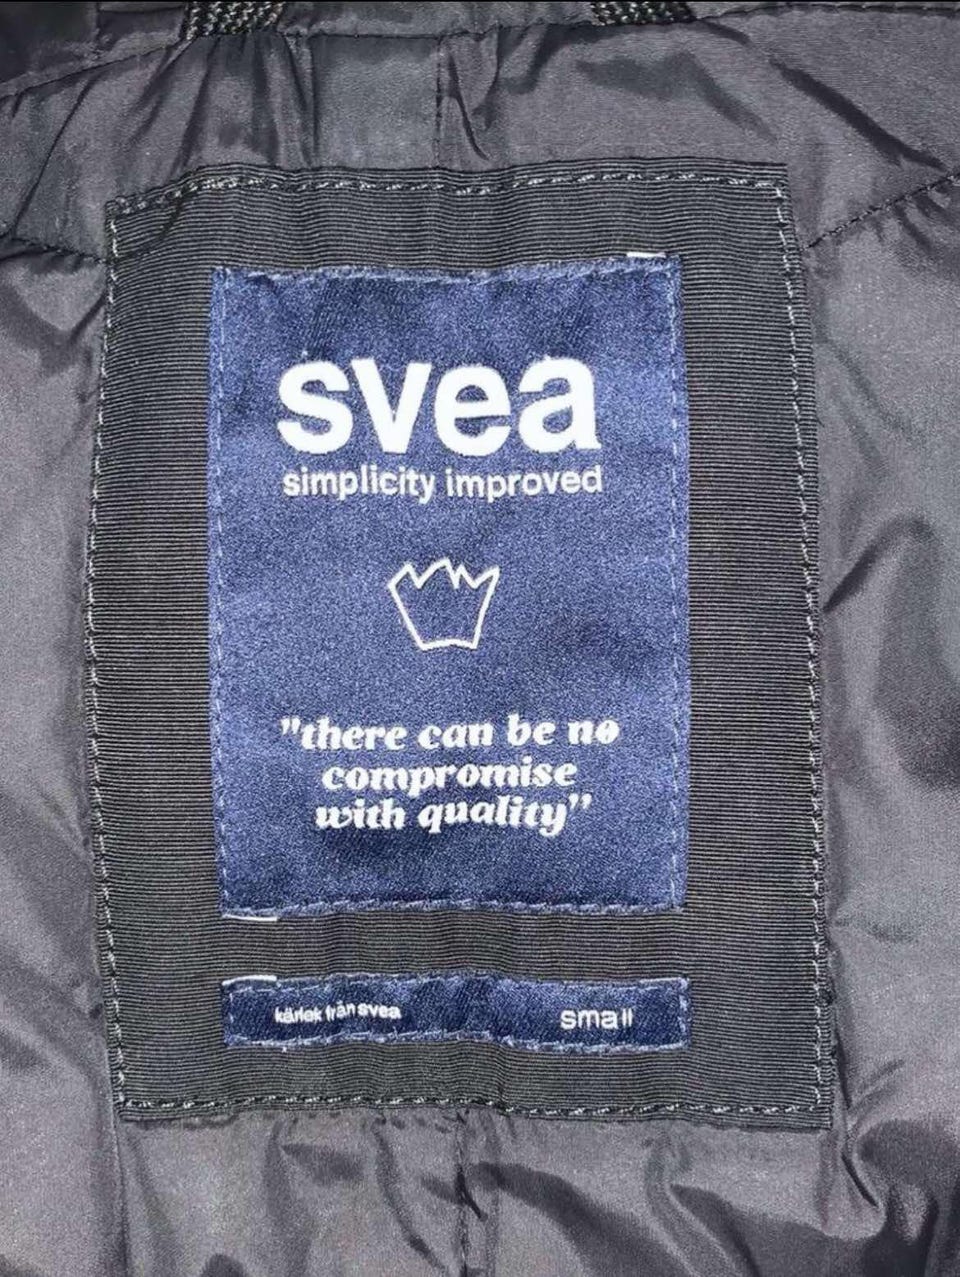 svea
simplicity improved
"there can be no
compromise
with quality"
kärlek från svea
small